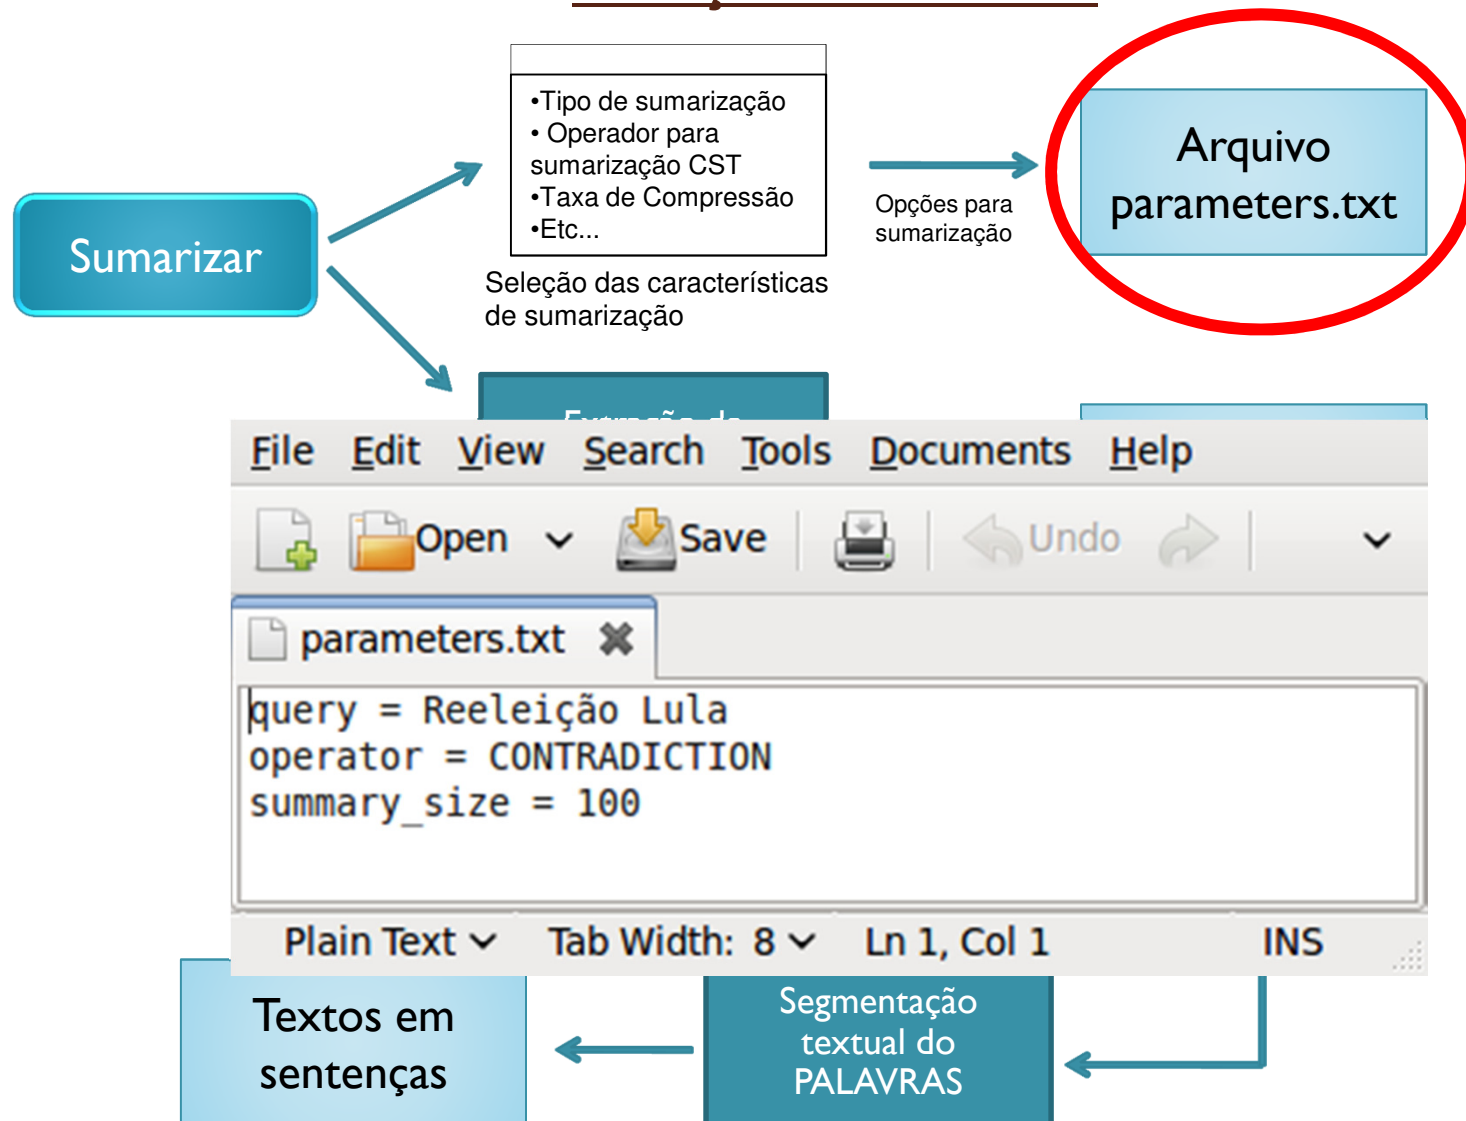 •Tipo de sumarização
• Operador para
sumarização CST
•Taxa de Compressão
•Etc...
Arquivo
parameters.txt
Opções para
sumarização
Sumarizar
Seleção das características
de sumarização
File Edit View Search Tools Documents Help
Open Save Undo
parameters.txt
query = Reeleição Lula
operator = CONTRADICTION
summary_size = 100
Plain Text Tab Width: 8 Ln 1, Col 1 INS
Textos em
sentenças
Segmentação
textual do
PALAVRAS